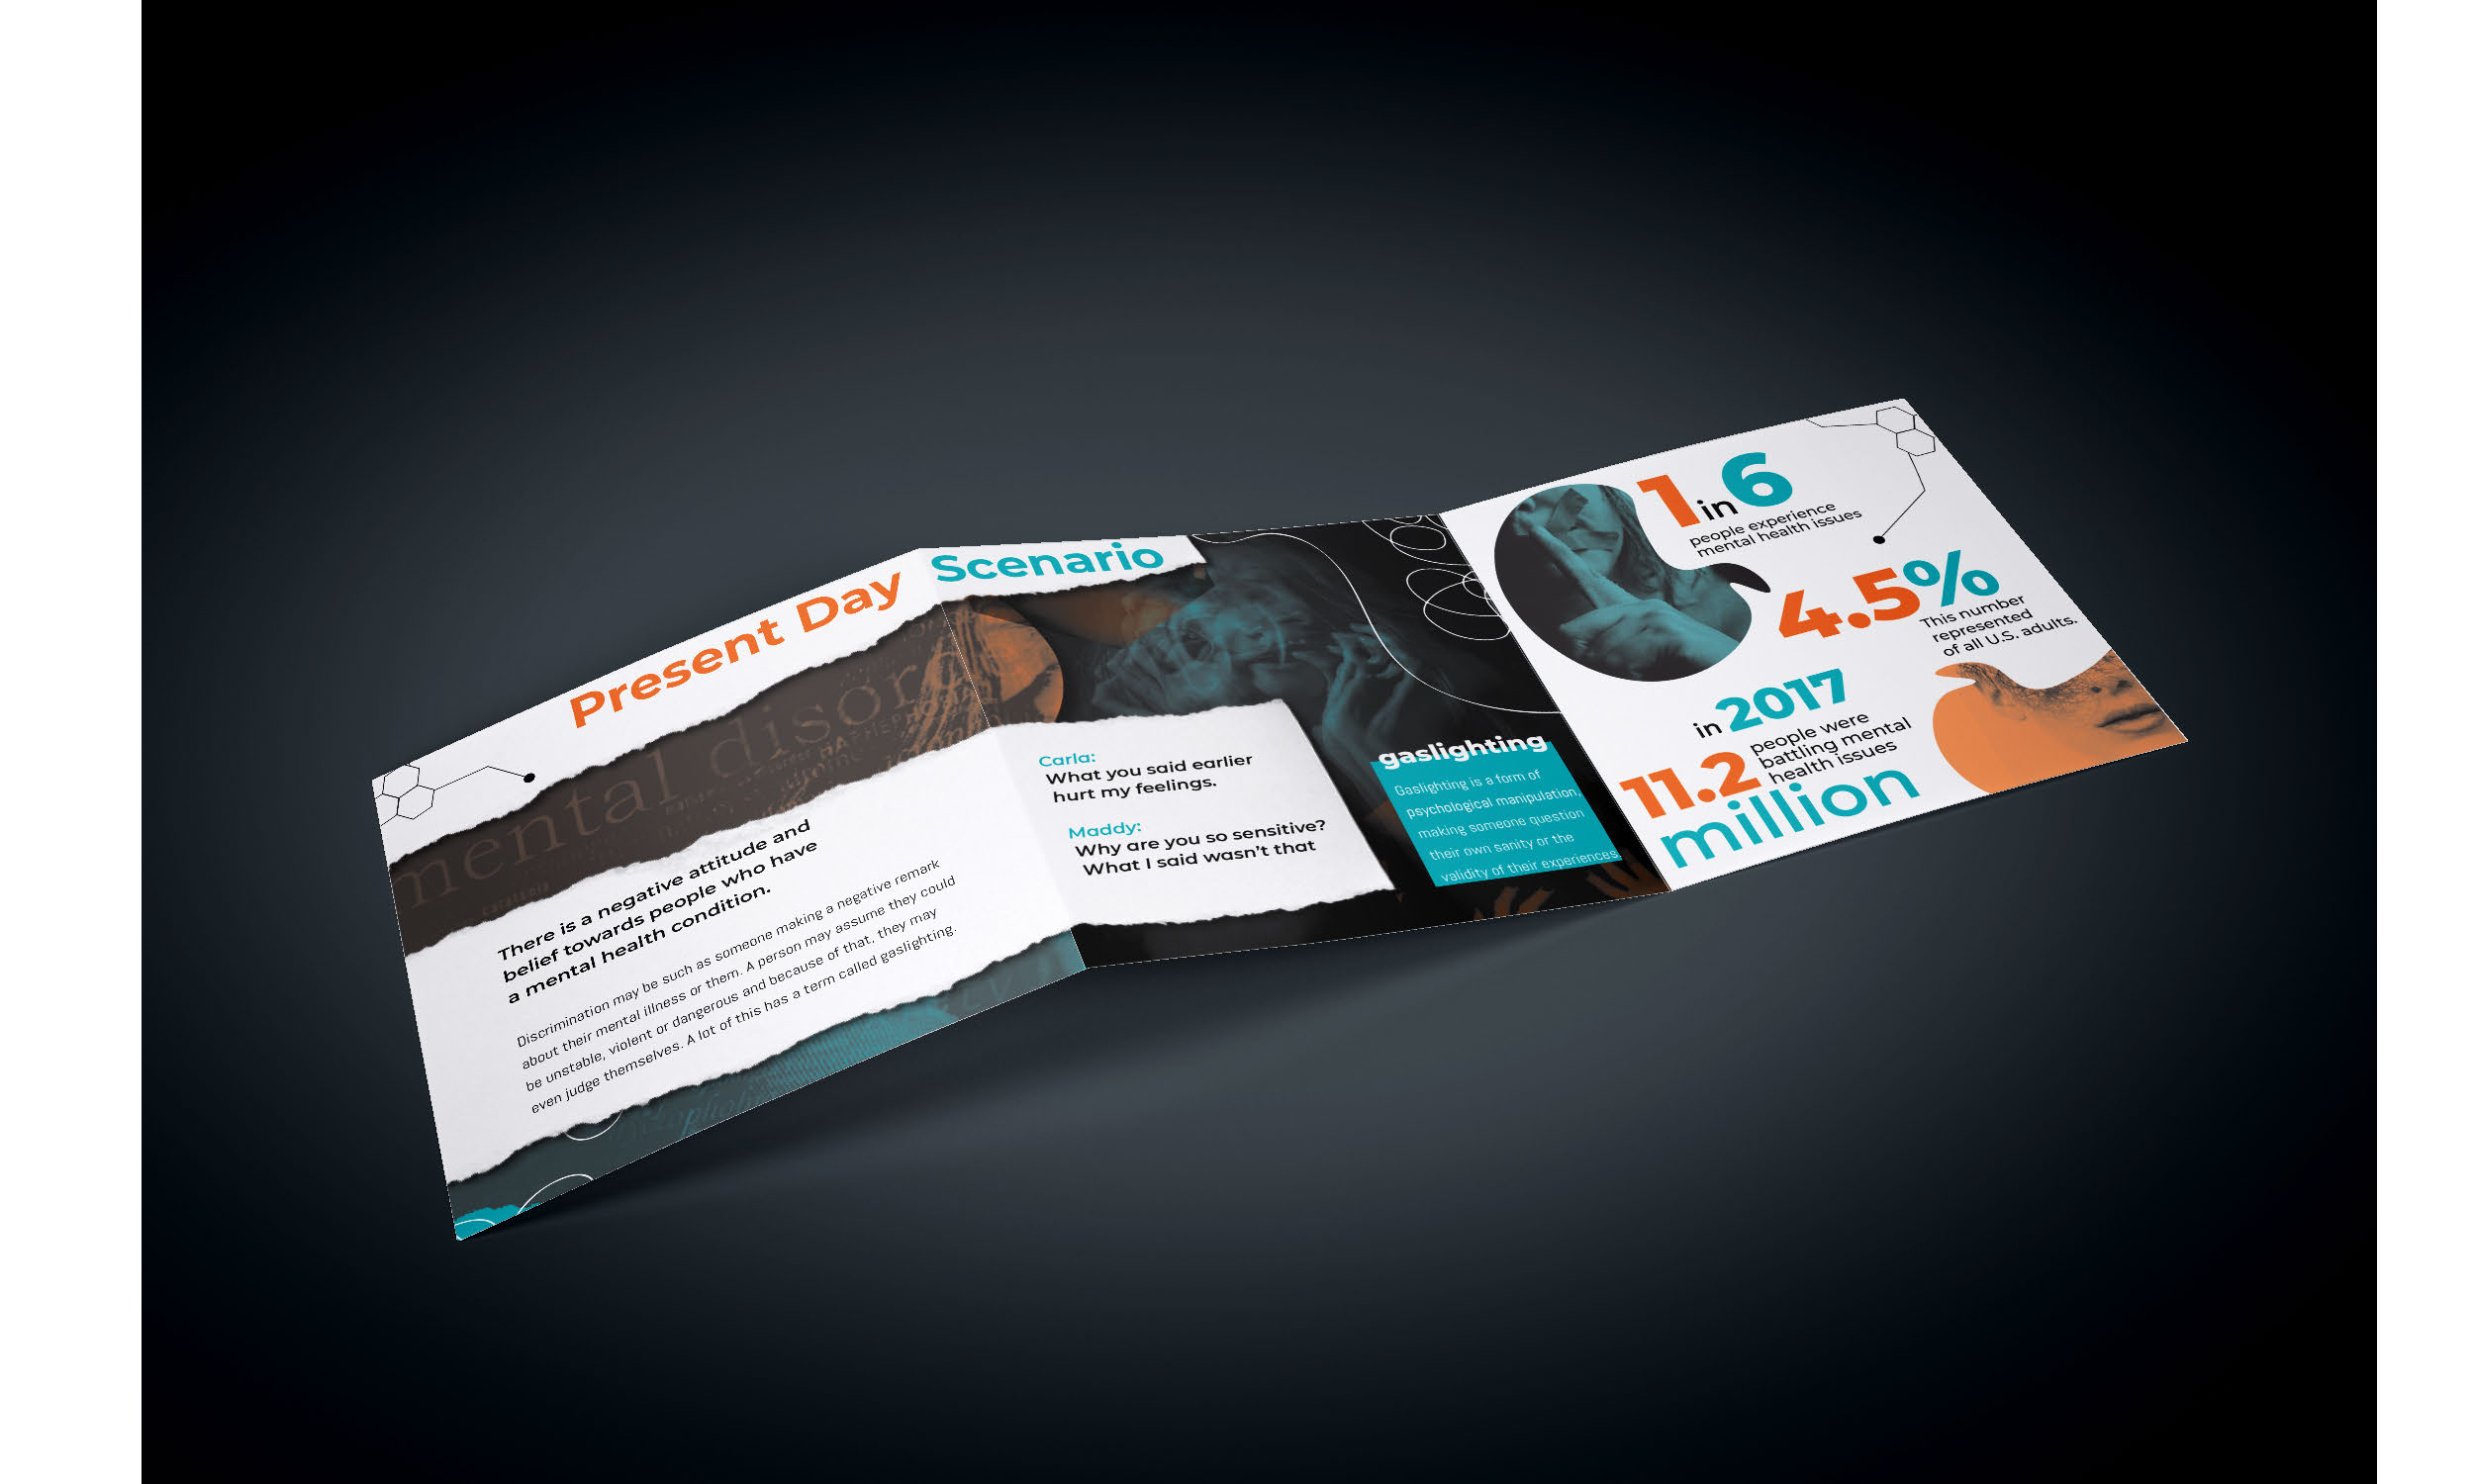 Present Day Scenario
mental disor
There is a negative attitude and
belief towards people who have
a mental health condition.
Discrimination may be such as someone making a negative remark
about their mental illness or them. A person may assume they could
be unstable, violent or dangerous and because of that, they may
even judge themselves. A lot of this has a term called gaslighting.
Carla:
What you said earlier
hurt my feelings.
Maddy:
Why are you so sensitive?
What I said wasn't that
gaslighting
Gaslighting is a form of
psychological manipulation,
making someone question
their own sanity or the
validity of their experiences.
1 in 6
people experience
mental health issues
4.5%
This number
represented
of all U.S. adults.
in 2017
11.2
people were
battling mental
health issues
million